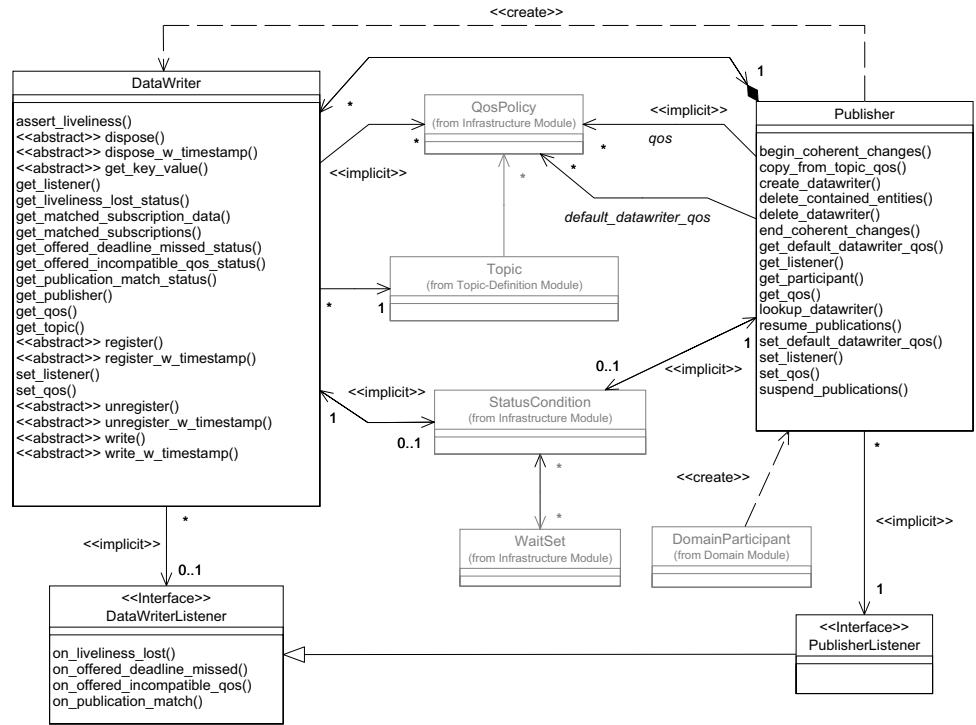 <<create>>
DataWriter
assert_liveliness()
<<abstract>> dispose()
<<abstract>> dispose_w_timestamp()
<<abstract>> get_key_value()
get_listener()
get_liveliness_lost_status()
get_matched_subscription_data()
get_matched_subscriptions()
get_offered_deadline_missed_status()
get_offered_incompatible_qos_status()
get_publication_match_status()
get_publisher()
get_qos()
get_topic()
<<abstract>> register()
<<abstract>> register_w_timestamp()
set_listener()
set_qos()
<<abstract>> unregister()
<<abstract>> unregister_w_timestamp()
<<abstract>> write()
<<abstract>> write_w_timestamp()
*
1
QosPolicy
(from Infrastructure Module)
*
<<implicit>>
<<implicit>>
qos
*
*
default_datawriter_qos
*
Publisher
begin_coherent_changes()
copy_from_topic_qos()
create_datawriter()
delete_contained_entities()
delete_datawriter()
end_coherent_changes()
get_default_datawriter_qos()
get_listener()
get_participant()
get_qos()
lookup_datawriter()
resume_publications()
set_default_datawriter_qos()
set_listener()
set_qos()
suspend_publications()
Topic
(from Topic-Definition Module)
*
1
1
0..1
<<implicit>>
<<implicit>>
1
0..1
StatusCondition
(from Infrastructure Module)
*
*
WaitSet
(from Infrastructure Module)
<<create>>
DomainParticipant
(from Domain Module)
*
<<implicit>>
1
*
<<implicit>>
0..1
<<Interface>>
DataWriterListener
on_liveliness_lost()
on_offered_deadline_missed()
on_offered_incompatible_qos()
on_publication_match()
<<Interface>>
PublisherListener